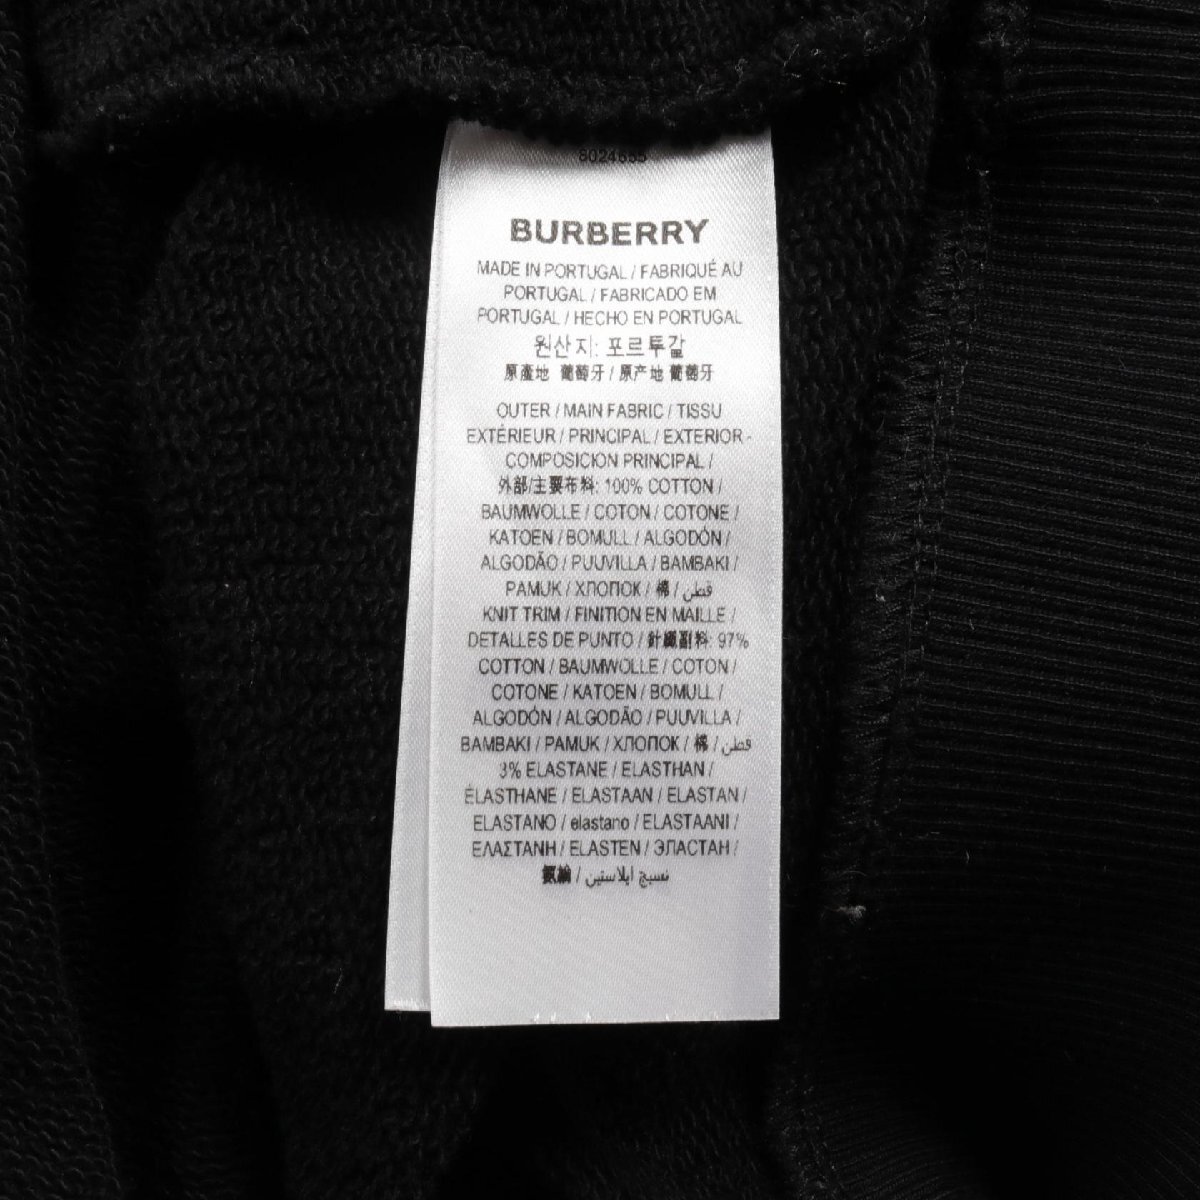 8024555
BURBERRY
MADE IN PORTUGAL / FABRIQUÉ AU
PORTUGAL / FABRICADO EM
PORTUGAL / HECHO EN PORTUGAL
원산지: 포르투갈
原產地 葡萄牙 / 原产地 葡萄牙
OUTER / MAIN FABRIC / TISSU
EXTÉRIEUR / PRINCIPAL / EXTERIOR -
COMPOSICION PRINCIPAL /
外部/主要布料: 100% COTTON /
BAUMWOLLE / COTON / COTONE /
KATOEN / BOMULL / ALGODÓN /
ALGODÃO / PUUVILLA / BAMBAKI /
PAMUK / ХЛОПОК / 棉 / قطن
KNIT TRIM / FINITION EN MAILLE /
DETALLES DE PUNTO / 針織副料: 97%
COTTON / BAUMWOLLE / COTON /
COTONE / KATOEN / BOMULL /
ALGODÓN / ALGODÃO / PUUVILLA /
BAMBAKI / PAMUK / ХЛОПОК / 棉 / قطن
3% ELASTANE / ELASTHAN /
ÉLASTHANE / ELASTAAN / ELASTAN /
ELASTANO / elastano / ELASTAANI /
ΕΛΑΣΤΑΝΗ / ELASTEN / ЭЛАСТАН /
氨綸 / نسيج إيلاستين